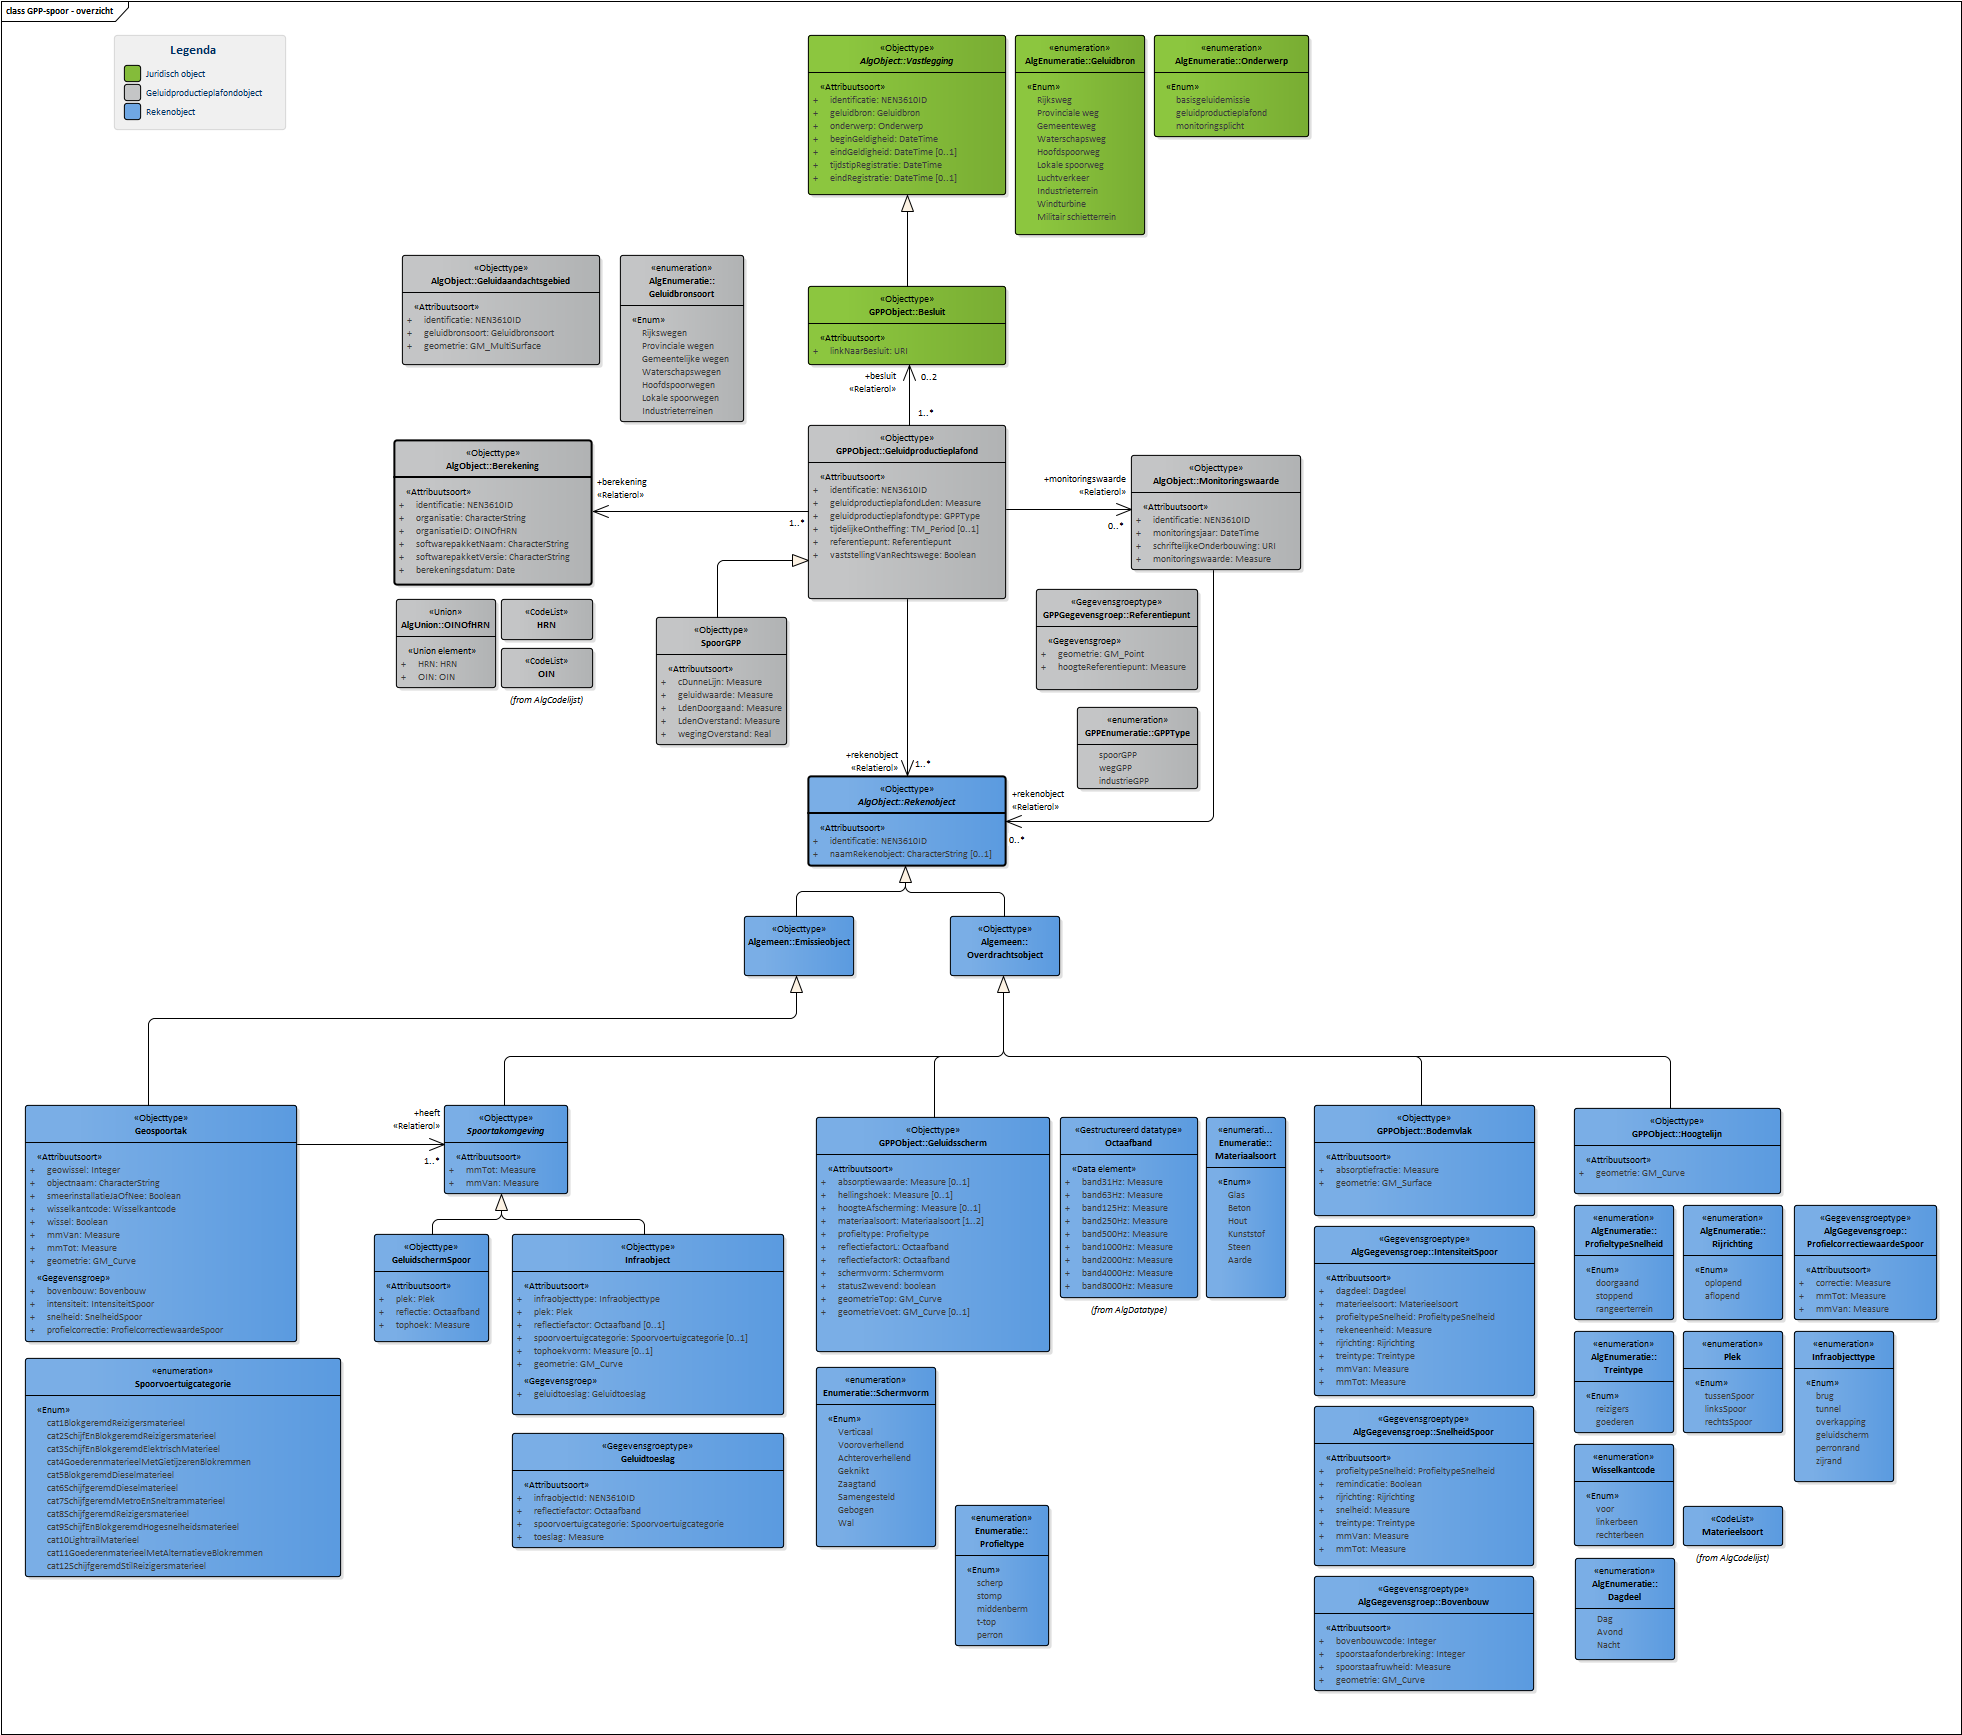 class GPP-spoor - overzicht
Legenda
Juridisch object
Geluidproductieplafondobject
Rekenobject
«Objecttype»
AlgObject::Vastlegging
«Attribuutsoort»
+ identificatie: NEN3610ID
+ geluidbron: Geluidbron
+ onderwerp: Onderwerp
+ beginGeldigheid: DateTime
+ eindGeldigheid: DateTime [0..1]
+ tijdstipRegistratie: DateTime
+ eindRegistratie: DateTime [0..1]
«enumeration»
AlgEnumeratie::Geluidbron
«Enum»
Rijksweg
Provinciale weg
Gemeenteweg
Waterschapsweg
Hoofdspoorweg
Lokale spoorweg
Luchtverkeer
Industrieterrein
Windturbine
Militair schietterrein
«enumeration»
AlgEnumeratie::Onderwerp
«Enum»
basisgeluidemissie
geluidproductieplafond
monitoringsplicht
«Objecttype»
AlgObject::Geluidaandachtsgebied
«Attribuutsoort»
+ identificatie: NEN3610ID
+ geluidbronsoort: Geluidbronsoort
+ geometrie: GM_MultiSurface
«enumeration»
AlgEnumeratie::
Geluidbronsoort
«Enum»
Rijkswegen
Provinciale wegen
Gemeentelijke wegen
Waterschapswegen
Hoofdspoorwegen
Lokale spoorwegen
Industrieterreinen
«Objecttype»
GPPObject::Besluit
«Attribuutsoort»
+ linkNaarBesluit: URI
+besluit
«Relatierol»
0..2
1..*
«Objecttype»
AlgObject::Berekening
«Attribuutsoort»
+ identificatie: NEN3610ID
+ organisatie: CharacterString
+ organisatieID: OINOfHRN
+ softwarepakketNaam: CharacterString
+ softwarepakketVersie: CharacterString
+ berekeningsdatum: Date
+berekening
«Relatierol»
1..*
«Objecttype»
GPPObject::Geluidproductieplafond
«Attribuutsoort»
+ identificatie: NEN3610ID
+ geluidproductieplafondLden: Measure
+ geluidproductieplafondtype: GPPType
+ tijdelijkeOntheffing: TM_Period [0..1]
+ referentiepunt: Referentiepunt
+ vaststellingVanRechtswege: Boolean
+monitoringswaarde
«Relatierol»
0..*
«Objecttype»
AlgObject::Monitoringswaarde
«Attribuutsoort»
+ identificatie: NEN3610ID
+ monitoringsjaar: DateTime
+ schriftelijkeOnderbouwing: URI
+ monitoringswaarde: Measure
«Union»
AlgUnion::OINOfHRN
«Union element»
+ HRN: HRN
+ OIN: OIN
«CodeList»
HRN
«CodeList»
OIN
(from AlgCodelijst)
«Objecttype»
SpoorGPP
«Attribuutsoort»
+ cDunneLijn: Measure
+ geluidwaarde: Measure
+ LdenDoorgaand: Measure
+ LdenOverstand: Measure
+ wegingOverstand: Real
«Gegevensgroeptype»
GPPGegevensgroep::Referentiepunt
«Gegevensgroep»
+ geometrie: GM_Point
+ hoogteReferentiepunt: Measure
«enumeration»
GPPEnumeratie::GPPType
spoorGPP
wegGPP
industrieGPP
+rekenobject
«Relatierol»
1..*
«Objecttype»
AlgObject::Rekenobject
«Attribuutsoort»
+ identificatie: NEN3610ID
+ naamRekenobject: CharacterString [0..1]
+rekenobject
«Relatierol»
0..*
«Objecttype»
Algemeen::Emissieobject
«Objecttype»
Algemeen::
Overdrachtsobject
«Objecttype»
Geospoortak
«Attribuutsoort»
+ geowissel: Integer
+ objectnaam: CharacterString
+ smeerinstallatieJaOfNee: Boolean
+ wisselkantcode: Wisselkantcode
+ wissel: Boolean
+ mmVan: Measure
+ mmTot: Measure
+ geometrie: GM_Curve
«Gegevensgroep»
+ bovenbouw: Bovenbouw
+ intensiteit: IntensiteitSpoor
+ snelheid: SnelheidSpoor
+ profielcorrectie: ProfielcorrectiewaardeSpoor
+heeft
«Relatierol»
1..*
«Objecttype»
Spoortakomgeving
«Attribuutsoort»
+ mmTot: Measure
+ mmVan: Measure
«Objecttype»
GeluidschermSpoor
«Attribuutsoort»
+ plek: Plek
+ reflectie: Octaafband
+ tophoek: Measure
«Objecttype»
Infraobject
«Attribuutsoort»
+ infraobjecttype: Infraobjecttype
+ plek: Plek
+ reflectiefactor: Octaafband [0..1]
+ spoorvoertuigcategorie: Spoorvoertuigcategorie [0..1]
+ tophoekvorm: Measure [0..1]
+ geometrie: GM_Curve
«Gegevensgroep»
+ geluidtoeslag: Geluidtoeslag
«enumeration»
Spoorvoertuigcategorie
«Enum»
cat1BlokgeremdReizigersmaterieel
cat2SchijfEnBlokgeremdReizigersmaterieel
cat3SchijfEnBlokgeremdElektrischMaterieel
cat4GoederenmaterieelMetGietijzerenBlokremmen
cat5BlokgeremdDieselmaterieel
cat6SchijfgeremdDieselmaterieel
cat7SchijfgeremdMetroEnSneltrammaterieel
cat8SchijfgeremdReizigersmaterieel
cat9SchijfEnBlokgeremdHogesnelheidsmaterieel
cat10LightrailMaterieel
cat11GoederenmaterieelMetAlternatieveBlokremmen
cat12SchijfgeremdStilReizigersmaterieel
«Gegevensgroeptype»
Geluidtoeslag
«Attribuutsoort»
+ infraobjectId: NEN3610ID
+ reflectiefactor: Octaafband
+ spoorvoertuigcategorie: Spoorvoertuigcategorie
+ toeslag: Measure
«Objecttype»
GPPObject::Geluidsscherm
«Attribuutsoort»
+ absorptiewaarde: Measure [0..1]
+ hellingshoek: Measure [0..1]
+ hoogteAfscherming: Measure [0..1]
+ materiaalsoort: Materiaalsoort [1..2]
+ profieltype: Profieltype
+ reflectiefactorL: Octaafband
+ reflectiefactorR: Octaafband
+ schermvorm: Schermvorm
+ statusZwevend: boolean
+ geometrieTop: GM_Curve
+ geometrieVoet: GM_Curve [0..1]
«Gestructureerd datatype»
Octaafband
«Data element»
+ band31Hz: Measure
+ band63Hz: Measure
+ band125Hz: Measure
+ band250Hz: Measure
+ band500Hz: Measure
+ band1000Hz: Measure
+ band2000Hz: Measure
+ band4000Hz: Measure
+ band8000Hz: Measure
(from AlgDatatype)
«enumerati...
Enumeratie::
Materiaalsoort
«Enum»
Glas
Beton
Hout
Kunststof
Steen
Aarde
«enumeration»
Enumeratie::Schermvorm
«Enum»
Verticaal
Vooroverhellend
Achteroverhellend
Geknikt
Zaagtand
Samengesteld
Gebogen
Wal
«enumeration»
Enumeratie::
Profieltype
«Enum»
scherp
stomp
middenberm
t-top
perron
«Objecttype»
GPPObject::Bodemvlak
«Attribuutsoort»
+ absorptiefractie: Measure
+ geometrie: GM_Surface
«Gegevensgroeptype»
AlgGegevensgroep::IntensiteitSpoor
«Attribuutsoort»
+ dagdeel: Dagdeel
+ materieelsoort: Materieelsoort
+ profieltypeSnelheid: ProfieltypeSnelheid
+ rekeneenheid: Measure
+ rijrichting: Rijrichting
+ treintype: Treintype
+ mmVan: Measure
+ mmTot: Measure
«Gegevensgroeptype»
AlgGegevensgroep::SnelheidSpoor
«Attribuutsoort»
+ profieltypeSnelheid: ProfieltypeSnelheid
+ remindicatie: Boolean
+ rijrichting: Rijrichting
+ snelheid: Measure
+ treintype: Treintype
+ mmVan: Measure
+ mmTot: Measure
«Gegevensgroeptype»
AlgGegevensgroep::Bovenbouw
«Attribuutsoort»
+ bovenbouwcode: Integer
+ spoorstaafonderbreking: Integer
+ spoorstaafruwheid: Measure
+ geometrie: GM_Curve
«Objecttype»
GPPObject::Hoogtelijn
«Attribuutsoort»
+ geometrie: GM_Curve
«enumeration»
AlgEnumeratie::
ProfieltypeSnelheid
«Enum»
doorgaand
stoppend
rangeerterrein
«enumeration»
AlgEnumeratie::
Rijrichting
«Enum»
oplopend
aflopend
«Gegevensgroeptype»
AlgGegevensgroep::
ProfielcorrectiewaardeSpoor
«Attribuutsoort»
+ correctie: Measure
+ mmTot: Measure
+ mmVan: Measure
«enumeration»
AlgEnumeratie::
Treintype
«Enum»
reizigers
goederen
«enumeration»
Plek
«Enum»
tussenSpoor
linksSpoor
rechtsSpoor
«enumeration»
Infraobjecttype
«Enum»
brug
tunnel
overkapping
geluidscherm
perronrand
zijrand
«enumeration»
Wisselkantcode
«Enum»
voor
linkerbeen
rechterbeen
«CodeList»
Materieelsoort
(from AlgCodelijst)
«enumeration»
AlgEnumeratie::
Dagdeel
Dag
Avond
Nacht